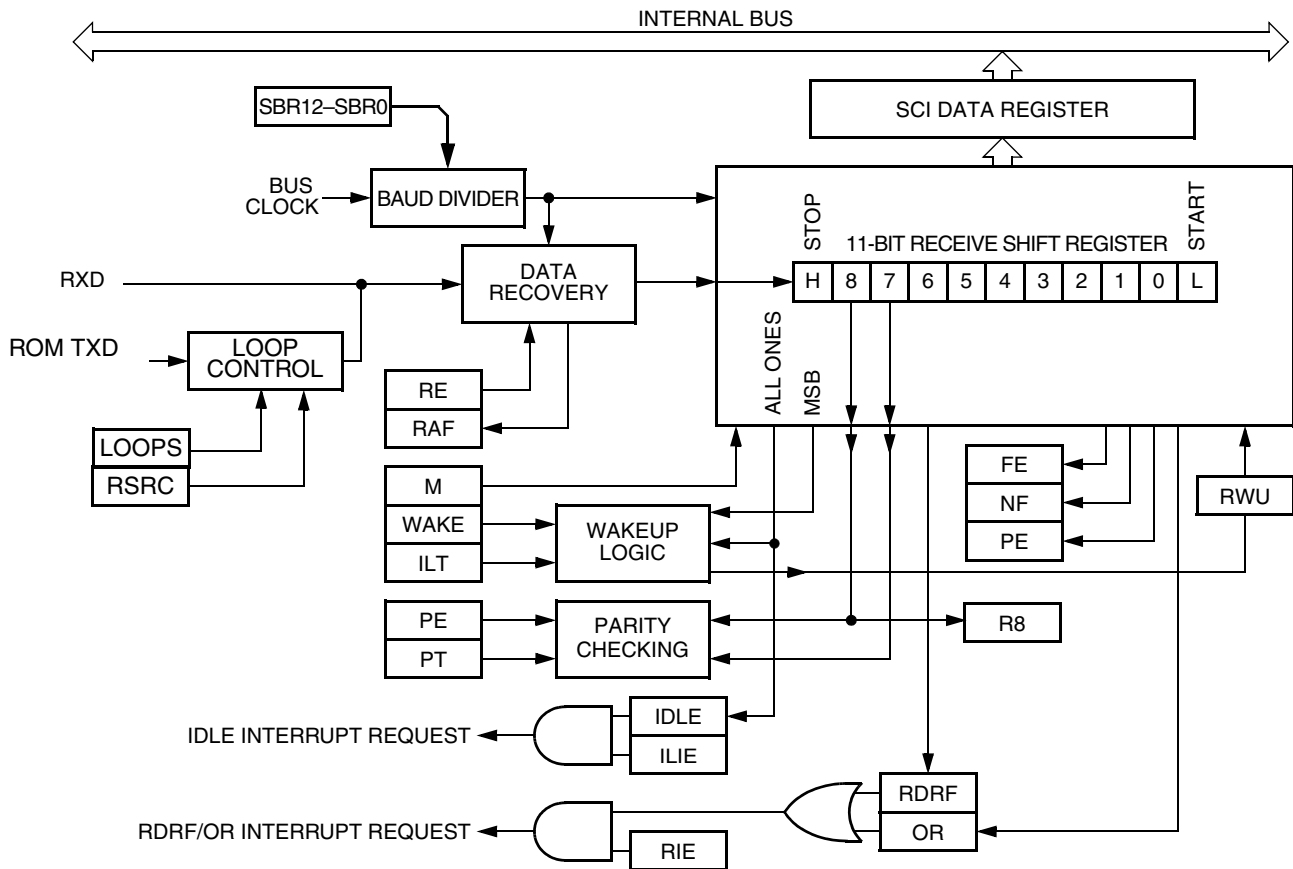 INTERNAL BUS
SBR12–SBR0
SCI DATA REGISTER
BUS
CLOCK
BAUD DIVIDER
STOP
11-BIT RECEIVE SHIFT REGISTER
START
H 8 7 6 5 4 3 2 1 0 L
RXD
DATA
RECOVERY
ROM TXD
LOOP
CONTROL
ALL ONES
MSB
RE
RAF
LOOPS
RSRC
M
WAKE
ILT
WAKEUP
LOGIC
FE
NF
PE
RWU
PE
PT
PARITY
CHECKING
R8
IDLE INTERRUPT REQUEST
IDLE
ILIE
RDRF
OR
RDRF/OR INTERRUPT REQUEST
RIE